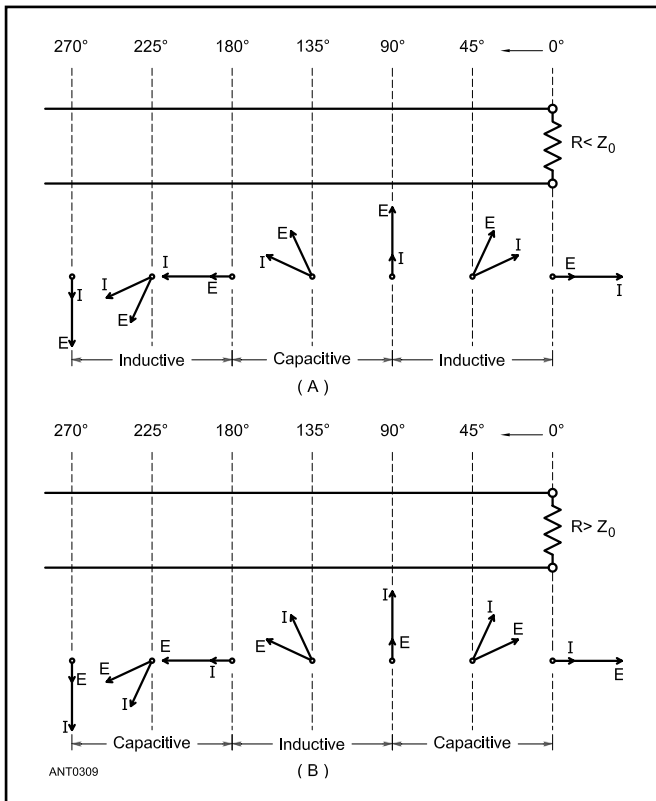 270° 225° 180° 135° 90° 45° 0°
R< Z0
E E E
I I I I E
I I E I
E
E
Inductive Capacitive Inductive
( A )
270° 225° 180° 135° 90° 45° 0°
R> Z0
I I I
E E E E I
E E I E
I
I
Capacitive Inductive Capacitive
ANT0309 ( B )